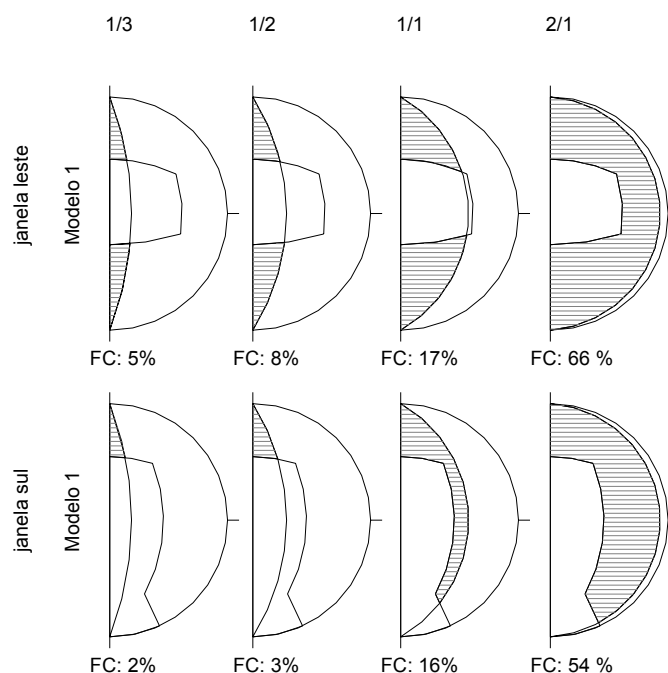 1/3 1/2 1/1 2/1
janela leste
Modelo 1
FC: 5% FC: 8% FC: 17% FC: 66 %
janela sul
Modelo 1
FC: 2% FC: 3% FC: 16% FC: 54 %